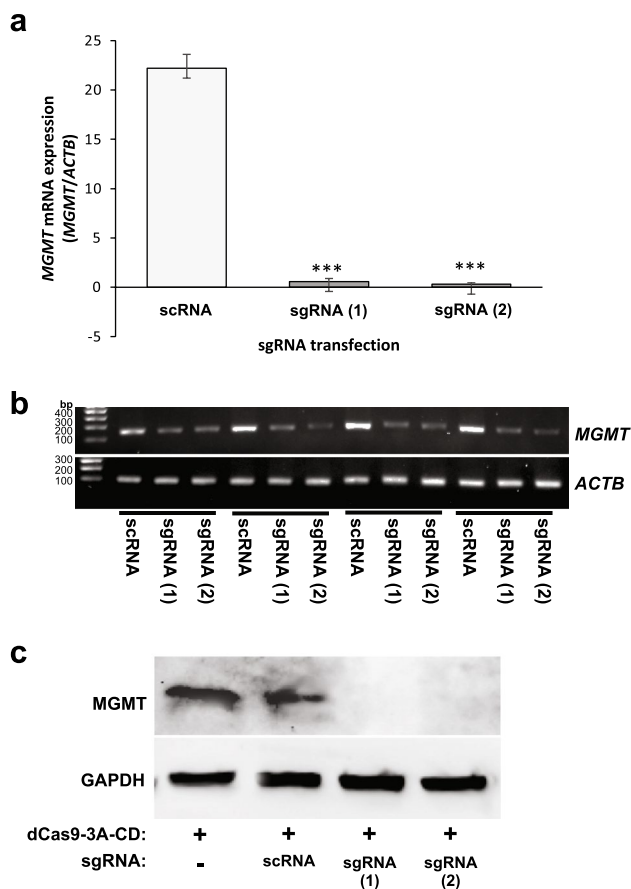 a
25
20
15
10
5
0
-5
MGMT mRNA expression
(MGMT/ACTB)
***
***
scRNA
sgRNA (1)
sgRNA (2)
sgRNA transfection
b
bp
400
300
200
100
MGMT
300
200
100
ACTB
scRNA
sgRNA (1)
sgRNA (2)
scRNA
sgRNA (1)
sgRNA (2)
scRNA
sgRNA (1)
sgRNA (2)
scRNA
sgRNA (1)
sgRNA (2)
c
MGMT
GAPDH
dCas9-3A-CD: + + + +
sgRNA: - scRNA sgRNA sgRNA
(1) (2)